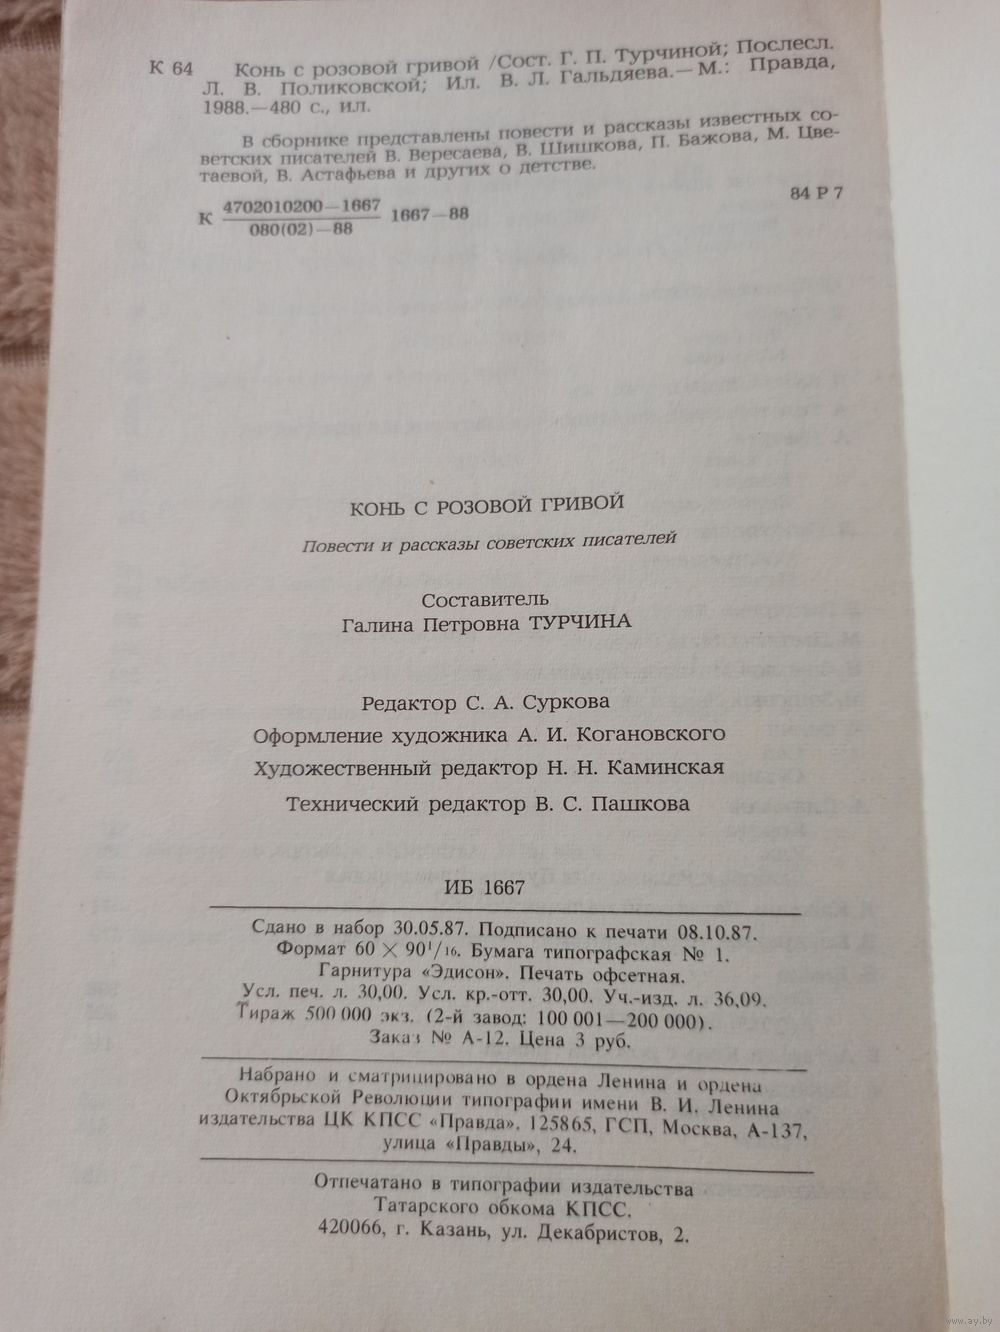 К 64 Конь с розовой гривой /Сост. Г. П. Турчиной; Послесл.
Л. В. Поликовской; Ил. В. Л. Гальдяева.— М.: Правда,
1988.—480 с., ил.
В сборнике представлены повести и рассказы известных со-
ветских писателей В. Вересаева, В. Шишкова, П. Бажова, М. Цве-
таевой, В. Астафьева и других о детстве.
84 Р 7
К 4702010200—1667 1667—88
080(02)—88
КОНЬ С РОЗОВОЙ ГРИВОЙ
Повести и рассказы советских писателей
Составитель
Галина Петровна ТУРЧИНА
Редактор С. А. Суркова
Оформление художника А. И. Когановского
Художественный редактор Н. Н. Каминская
Технический редактор В. С. Пашкова
ИБ 1667
Сдано в набор 30.05.87. Подписано к печати 08.10.87.
Формат 60 × 90¹/₁₆. Бумага типографская № 1.
Гарнитура «Эдисон». Печать офсетная.
Усл. печ. л. 30,00. Усл. кр.-отт. 30,00. Уч.-изд. л. 36,09.
Тираж 500 000 экз. (2-й завод: 100 001—200 000).
Заказ № А-12. Цена 3 руб.
Набрано и сматрицировано в ордена Ленина и ордена
Октябрьской Революции типографии имени В. И. Ленина
издательства ЦК КПСС «Правда». 125865, ГСП, Москва, А-137,
улица «Правды», 24.
Отпечатано в типографии издательства
Татарского обкома КПСС.
420066, г. Казань, ул. Декабристов, 2.
www.ay.by